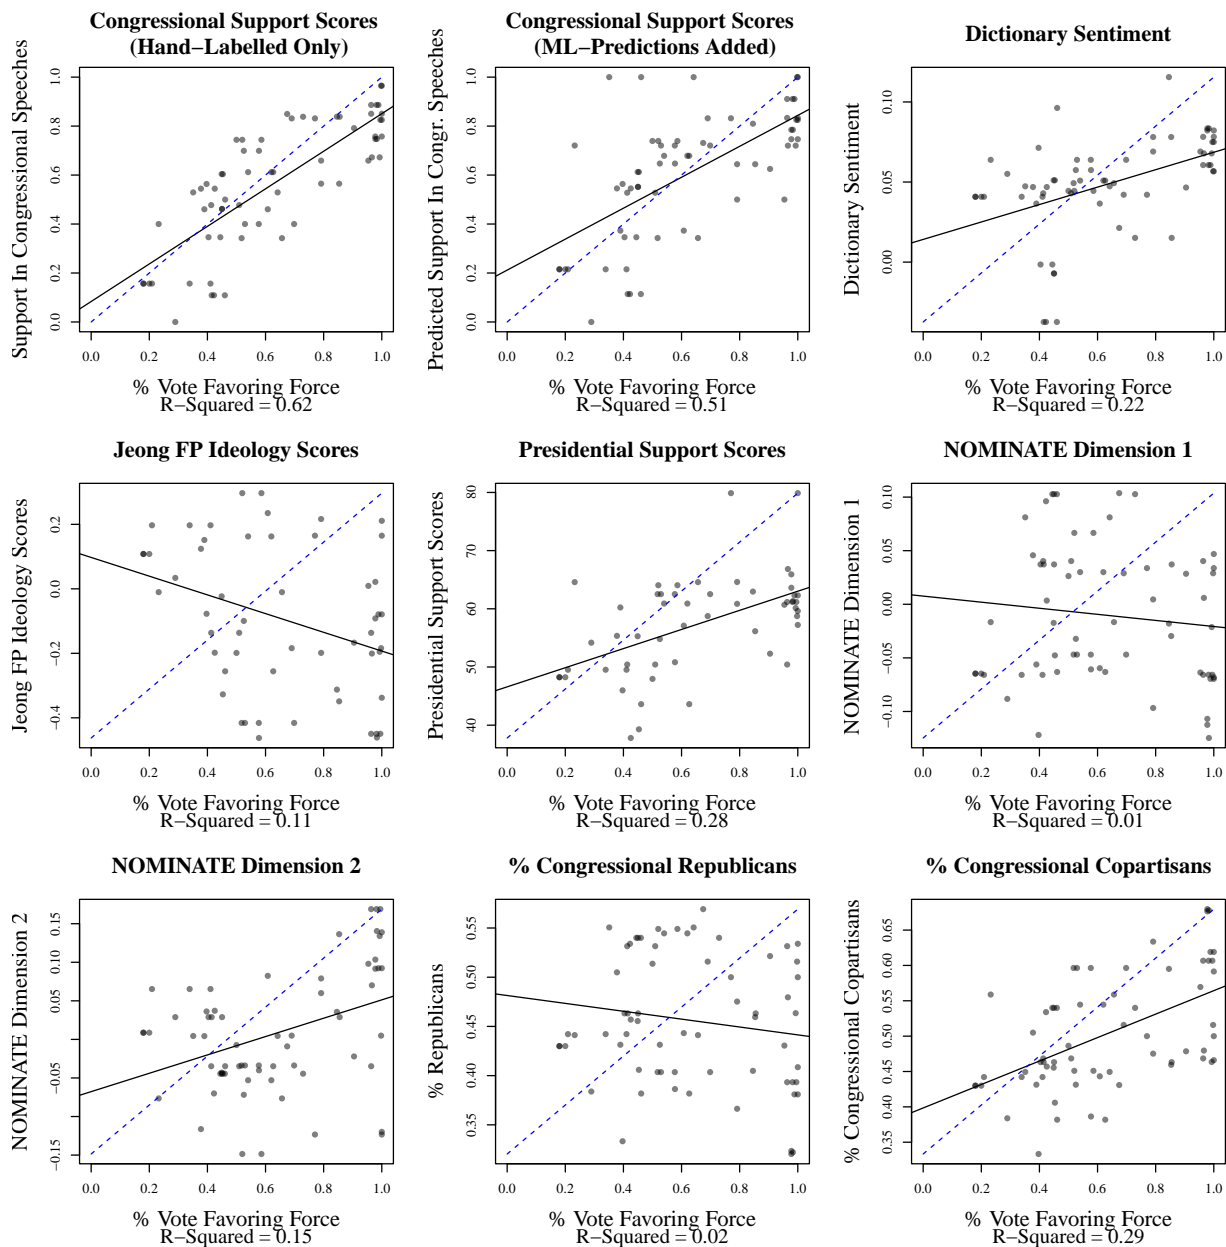 Congressional Support Scores
(Hand−Labelled Only)
Support In Congressional Speeches
1.0
0.8
0.6
0.4
0.2
0.0
0.0 0.2 0.4 0.6 0.8 1.0
% Vote Favoring Force
R−Squared = 0.62
Congressional Support Scores
(ML−Predictions Added)
Predicted Support In Congr. Speeches
1.0
0.8
0.6
0.4
0.2
0.0
0.0 0.2 0.4 0.6 0.8 1.0
% Vote Favoring Force
R−Squared = 0.51
Dictionary Sentiment
Dictionary Sentiment
0.10
0.05
0.00
0.0 0.2 0.4 0.6 0.8 1.0
% Vote Favoring Force
R−Squared = 0.22
Jeong FP Ideology Scores
Jeong FP Ideology Scores
0.2
0.0
−0.2
−0.4
0.0 0.2 0.4 0.6 0.8 1.0
% Vote Favoring Force
R−Squared = 0.11
Presidential Support Scores
Presidential Support Scores
80
70
60
50
40
0.0 0.2 0.4 0.6 0.8 1.0
% Vote Favoring Force
R−Squared = 0.28
NOMINATE Dimension 1
NOMINATE Dimension 1
0.10
0.05
0.00
−0.05
−0.10
0.0 0.2 0.4 0.6 0.8 1.0
% Vote Favoring Force
R−Squared = 0.01
NOMINATE Dimension 2
NOMINATE Dimension 2
0.15
0.05
−0.05
−0.15
0.0 0.2 0.4 0.6 0.8 1.0
% Vote Favoring Force
R−Squared = 0.15
% Congressional Republicans
% Republicans
0.55
0.50
0.45
0.40
0.35
0.0 0.2 0.4 0.6 0.8 1.0
% Vote Favoring Force
R−Squared = 0.02
% Congressional Copartisans
% Congressional Copartisans
0.65
0.60
0.55
0.50
0.45
0.40
0.35
0.0 0.2 0.4 0.6 0.8 1.0
% Vote Favoring Force
R−Squared = 0.29